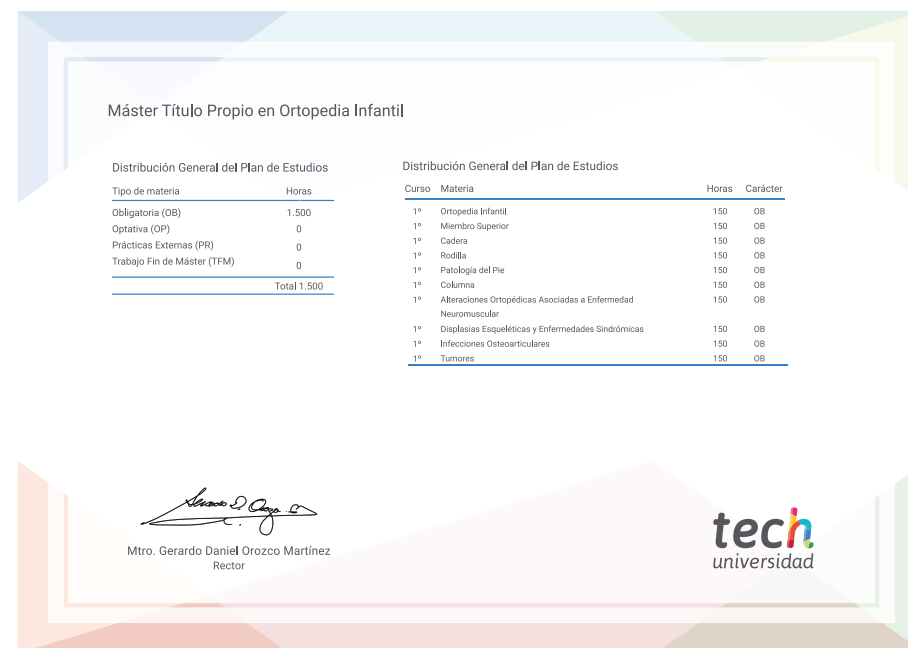 Máster Título Propio en Ortopedia Infantil
Distribución General del Plan de Estudios
Tipo de materia Horas
Obligatoria (OB) 1.500
Optativa (OP) 0
Prácticas Externas (PR) 0
Trabajo Fin de Máster (TFM) 0
Total 1.500
Distribución General del Plan de Estudios
Curso Materia Horas Carácter
1º Ortopedia Infantil 150 OB
1º Miembro Superior 150 OB
1º Cadera 150 OB
1º Rodilla 150 OB
1º Patología del Pie 150 OB
1º Columna 150 OB
1º Alteraciones Ortopédicas Asociadas a Enfermedad 150 OB
Neuromuscular
1º Displasias Esqueléticas y Enfermedades Sindrómicas 150 OB
1º Infecciones Osteoarticulares 150 OB
1º Tumores 150 OB
Mtro. Gerardo Daniel Orozco Martínez
Rector
tech
universidad